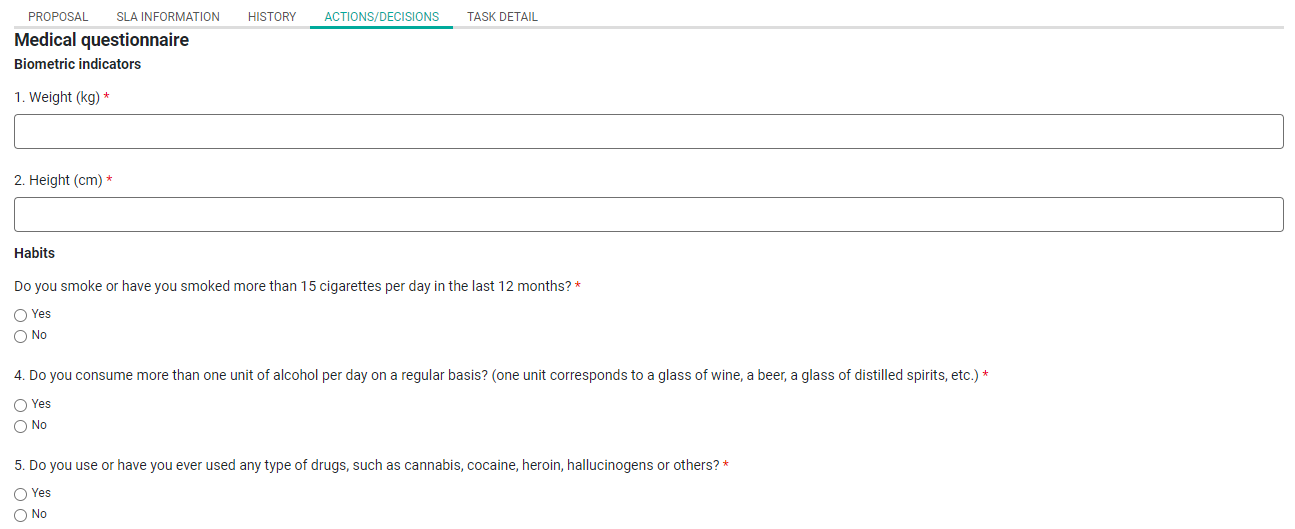 PROPOSAL SLA INFORMATION HISTORY ACTIONS/DECISIONS TASK DETAIL
Medical questionnaire
Biometric indicators
1. Weight (kg) *
2. Height (cm) *
Habits
Do you smoke or have you smoked more than 15 cigarettes per day in the last 12 months? *
Yes
No
4. Do you consume more than one unit of alcohol per day on a regular basis? (one unit corresponds to a glass of wine, a beer, a glass of distilled spirits, etc.) *
Yes
No
5. Do you use or have you ever used any type of drugs, such as cannabis, cocaine, heroin, hallucinogens or others? *
Yes
No